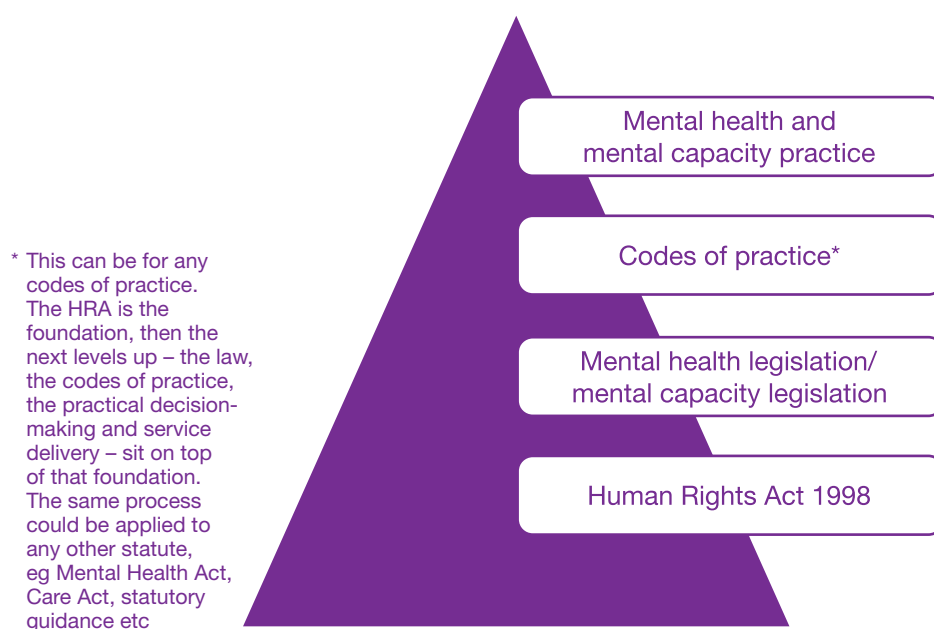 Mental health and
mental capacity practice
Codes of practice*
Mental health legislation/
mental capacity legislation
Human Rights Act 1998
* This can be for any
codes of practice.
The HRA is the
foundation, then the
next levels up – the law,
the codes of practice,
the practical decision-
making and service
delivery – sit on top
of that foundation.
The same process
could be applied to
any other statute,
eg Mental Health Act,
Care Act, statutory
guidance etc